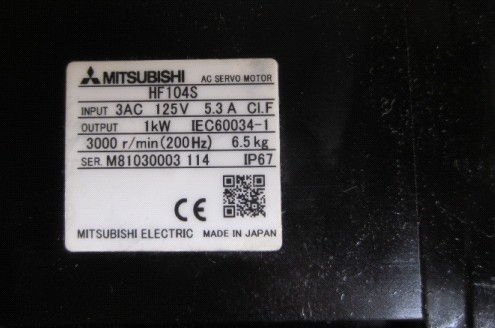 MITSUBISHI AC SERVO MOTOR
HF104S
INPUT 3AC 125V 5.3 A Cl.F
OUTPUT 1kW IEC60034-1
3000 r/min (200Hz) 6.5 kg
SER. M81030003 114 IP67
CE
MITSUBISHI ELECTRIC MADE IN JAPAN